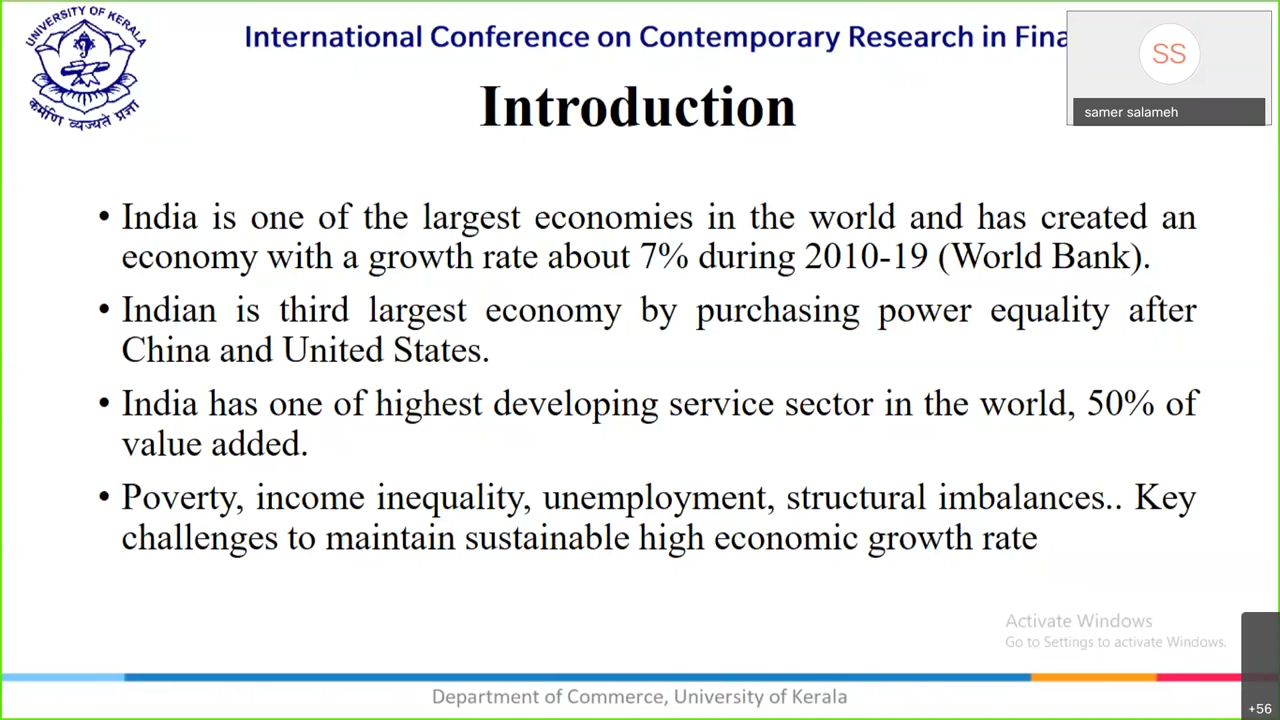 UNIVERSITY OF KERALA
कर्मणि व्यज्यते प्रज्ञा
International Conference on Contemporary Research in Fina
SS
samer salameh
Introduction
• India is one of the largest economies in the world and has created an
economy with a growth rate about 7% during 2010-19 (World Bank).
• Indian is third largest economy by purchasing power equality after
China and United States.
• India has one of highest developing service sector in the world, 50% of
value added.
• Poverty, income inequality, unemployment, structural imbalances.. Key
challenges to maintain sustainable high economic growth rate
Activate Windows
Go to Settings to activate Windows.
Department of Commerce, University of Kerala
+56